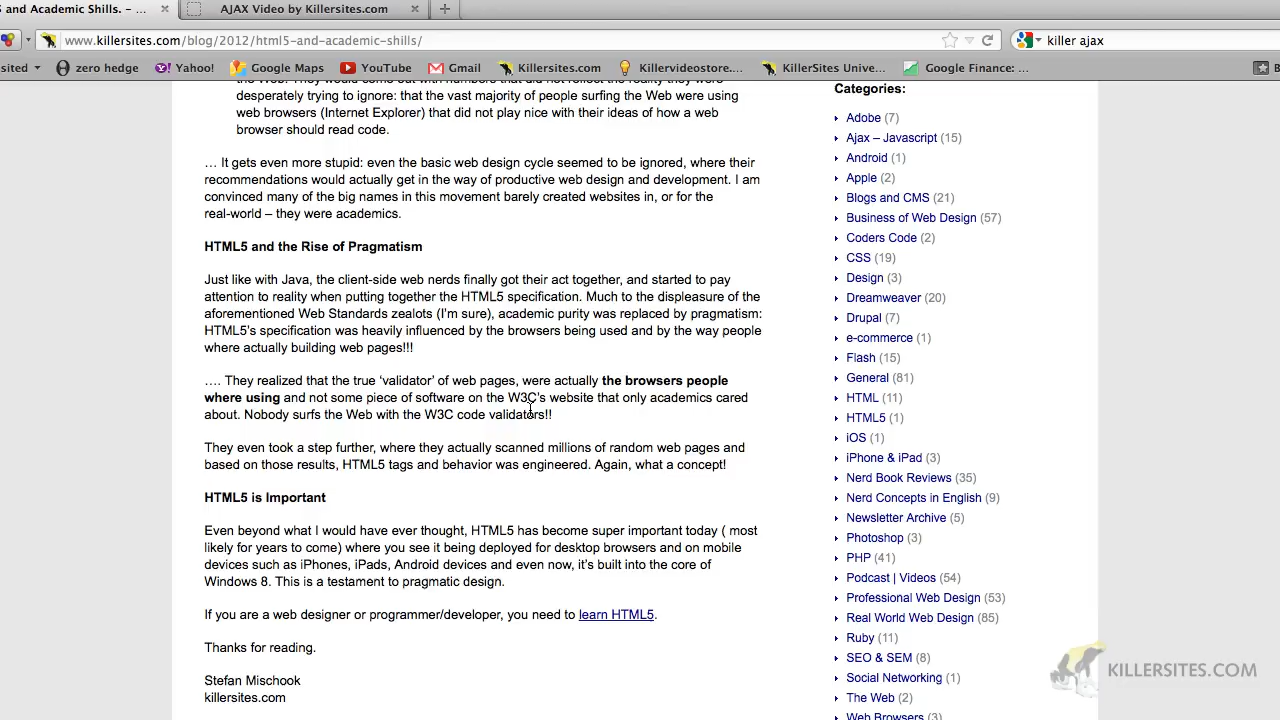 and Academic Skills. – ...
AJAX Video by Killersites.com
www.killersites.com/blog/2012/html5-and-academic-skills/
killer ajax
sited
zero hedge
Yahoo!
Google Maps
YouTube
Gmail
Killersites.com
Killervideostore....
KillerSites Unive...
Google Finance: ...
desperately trying to ignore: that the vast majority of people surfing the Web were using
web browsers (Internet Explorer) that did not play nice with their ideas of how a web
browser should read code.
… It gets even more stupid: even the basic web design cycle seemed to be ignored, where their
recommendations would actually get in the way of productive web design and development. I am
convinced many of the big names in this movement barely created websites in, or for the
real-world – they were academics.
HTML5 and the Rise of Pragmatism
Just like with Java, the client-side web nerds finally got their act together, and started to pay
attention to reality when putting together the HTML5 specification. Much to the displeasure of the
aforementioned Web Standards zealots (I'm sure), academic purity was replaced by pragmatism:
HTML5's specification was heavily influenced by the browsers being used and by the way people
where actually building web pages!!!
…. They realized that the true ‘validator’ of web pages, were actually the browsers people
where using and not some piece of software on the W3C's website that only academics cared
about. Nobody surfs the Web with the W3C code validators!!
They even took a step further, where they actually scanned millions of random web pages and
based on those results, HTML5 tags and behavior was engineered. Again, what a concept!
HTML5 is Important
Even beyond what I would have ever thought, HTML5 has become super important today ( most
likely for years to come) where you see it being deployed for desktop browsers and on mobile
devices such as iPhones, iPads, Android devices and even now, it's built into the core of
Windows 8. This is a testament to pragmatic design.
If you are a web designer or programmer/developer, you need to learn HTML5.
Thanks for reading.
Stefan Mischook
killersites.com
Categories:
Adobe (7)
Ajax – Javascript (15)
Android (1)
Apple (2)
Blogs and CMS (21)
Business of Web Design (57)
Coders Code (2)
CSS (19)
Design (3)
Dreamweaver (20)
Drupal (7)
e-commerce (1)
Flash (15)
General (81)
HTML (11)
HTML5 (1)
iOS (1)
iPhone & iPad (3)
Nerd Book Reviews (35)
Nerd Concepts in English (9)
Newsletter Archive (5)
Photoshop (3)
PHP (41)
Podcast | Videos (54)
Professional Web Design (53)
Real World Web Design (85)
Ruby (11)
SEO & SEM (8)
Social Networking (1)
The Web (2)
Web Browsers (3)
KILLERSITES.COM